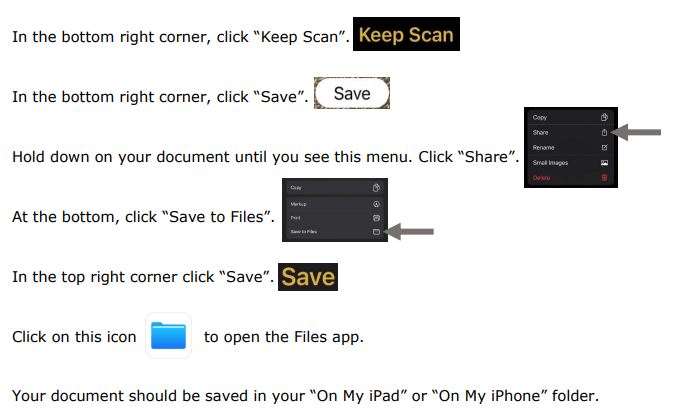 In the bottom right corner, click “Keep Scan”. Keep Scan
In the bottom right corner, click “Save”. Save
Copy
Share
Rename
Small Images
Delete
Hold down on your document until you see this menu. Click “Share”.
Copy
Markup
Print
Save to Files
At the bottom, click “Save to Files”.
In the top right corner click “Save”. Save
Click on this icon to open the Files app.
Your document should be saved in your “On My iPad” or “On My iPhone” folder.